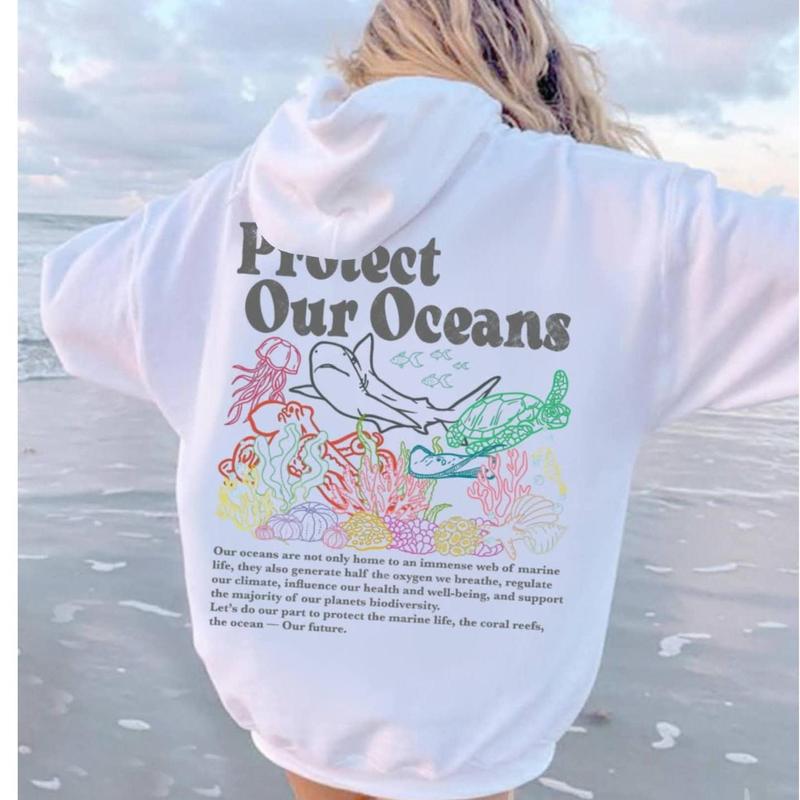 Protect
Our Oceans
Our oceans are not only home to an immense web of marine
life, they also generate half the oxygen we breathe, regulate
our climate, influence our health and well-being, and support
the majority of our planets biodiversity.
Let's do our part to protect the marine life, the coral reefs,
the ocean — Our future.